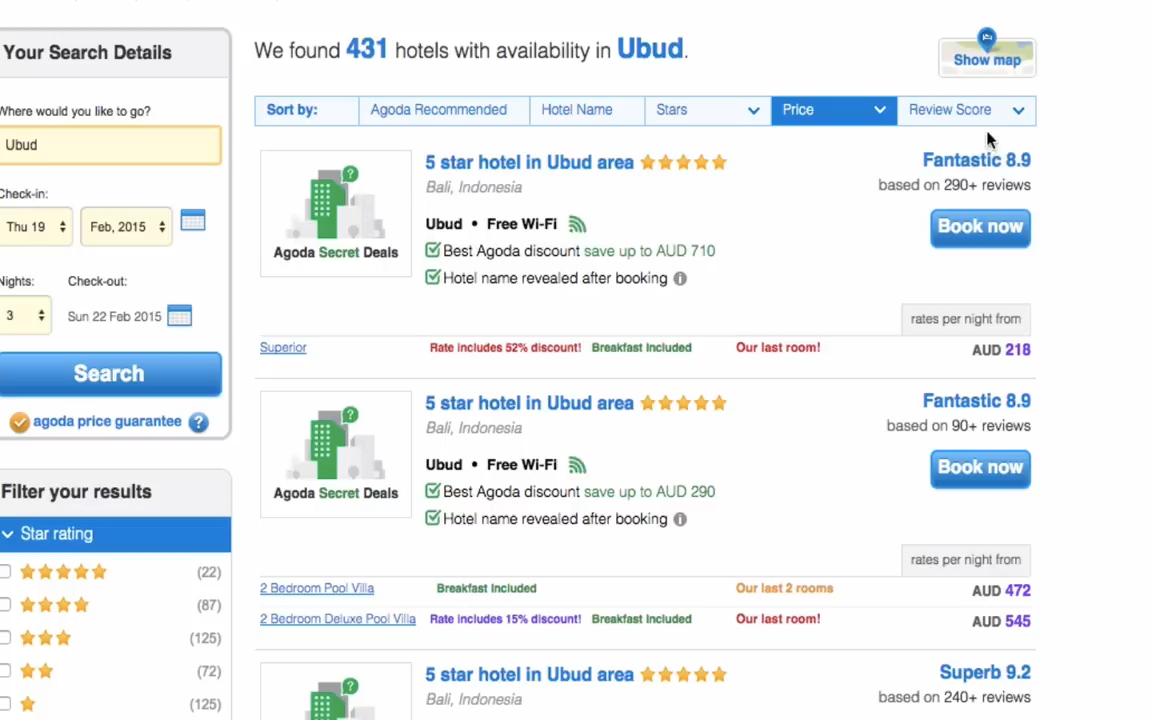 Your Search Details
Where would you like to go?
Ubud
Check-in:
Thu 19
Feb, 2015
Nights:
Check-out:
3
Sun 22 Feb 2015
Search
agoda price guarantee ?
Filter your results
Star rating
(22)
(87)
(125)
(72)
(125)
We found 431 hotels with availability in Ubud.
Show map
Sort by:
Agoda Recommended
Hotel Name
Stars
Price
Review Score
?
Agoda Secret Deals
5 star hotel in Ubud area
Bali, Indonesia
Ubud • Free Wi-Fi
Best Agoda discount save up to AUD 710
Hotel name revealed after booking i
Fantastic 8.9
based on 290+ reviews
Book now
rates per night from
Superior
Rate includes 52% discount!
Breakfast Included
Our last room!
AUD 218
?
Agoda Secret Deals
5 star hotel in Ubud area
Bali, Indonesia
Ubud • Free Wi-Fi
Best Agoda discount save up to AUD 290
Hotel name revealed after booking i
Fantastic 8.9
based on 90+ reviews
Book now
rates per night from
2 Bedroom Pool Villa
Breakfast Included
Our last 2 rooms
AUD 472
2 Bedroom Deluxe Pool Villa
Rate includes 15% discount!
Breakfast Included
Our last room!
AUD 545
?
5 star hotel in Ubud area
Bali, Indonesia
Superb 9.2
based on 240+ reviews